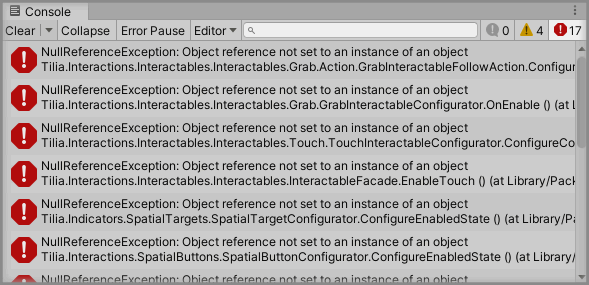 Console
Clear Collapse Error Pause Editor 0 4 17
NullReferenceException: Object reference not set to an instance of an object
Tilia.Interactions.Interactables.Interactables.Grab.Action.GrabInteractableFollowAction.Configur
NullReferenceException: Object reference not set to an instance of an object
Tilia.Interactions.Interactables.Interactables.Grab.GrabInteractableConfigurator.OnEnable () (at L
NullReferenceException: Object reference not set to an instance of an object
Tilia.Interactions.Interactables.Interactables.Touch.TouchInteractableConfigurator.ConfigureCo
NullReferenceException: Object reference not set to an instance of an object
Tilia.Interactions.Interactables.Interactables.InteractableFacade.EnableTouch () (at Library/Pack
NullReferenceException: Object reference not set to an instance of an object
Tilia.Indicators.SpatialTargets.SpatialTargetConfigurator.ConfigureEnabledState () (at Library/Pa
NullReferenceException: Object reference not set to an instance of an object
Tilia.Interactions.SpatialButtons.SpatialButtonConfigurator.ConfigureEnabledState () (at Library/
NullReferenceException: Object reference not set to an instance of an object